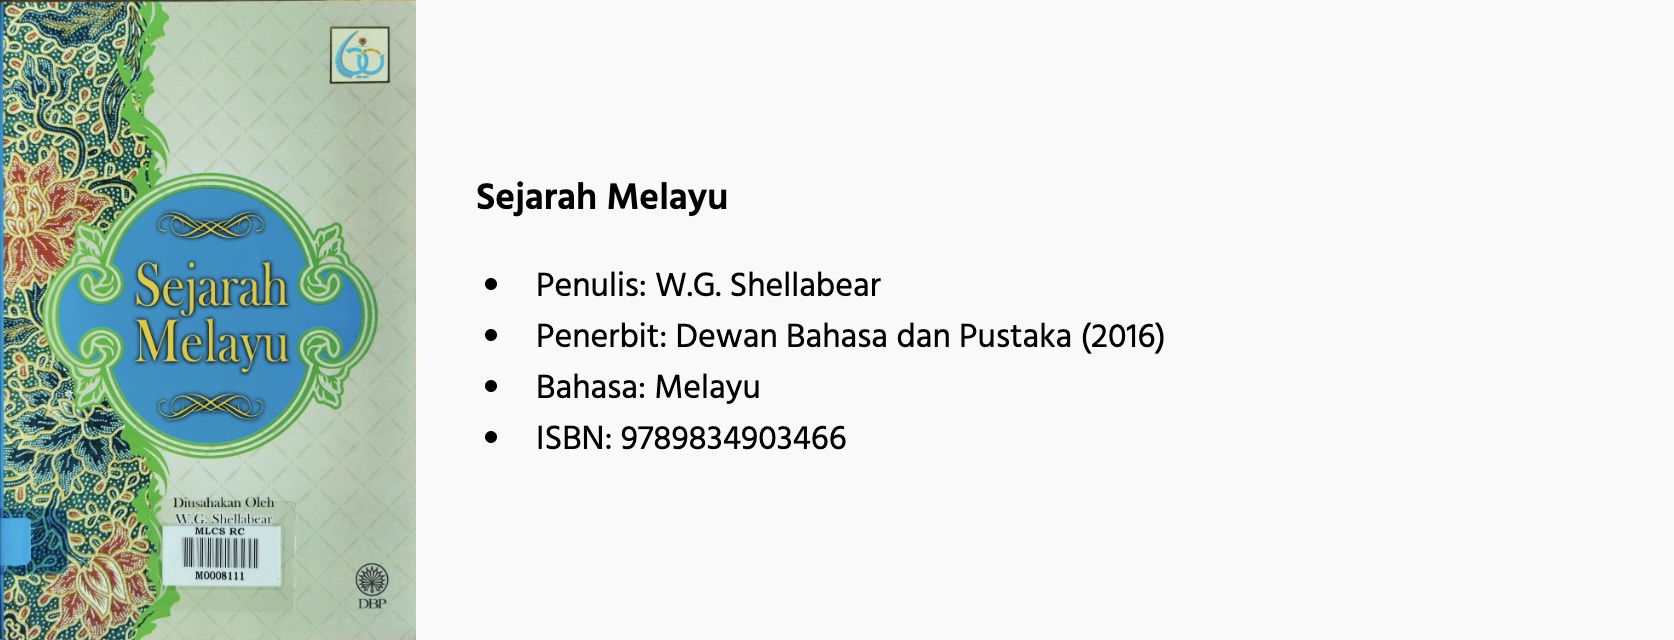 60
Sejarah
Melayu
Diusahakan Oleh
W.G. Shellabear
MLCS RC
M0008111
DBP
Sejarah Melayu
• Penulis: W.G. Shellabear
• Penerbit: Dewan Bahasa dan Pustaka (2016)
• Bahasa: Melayu
• ISBN: 9789834903466